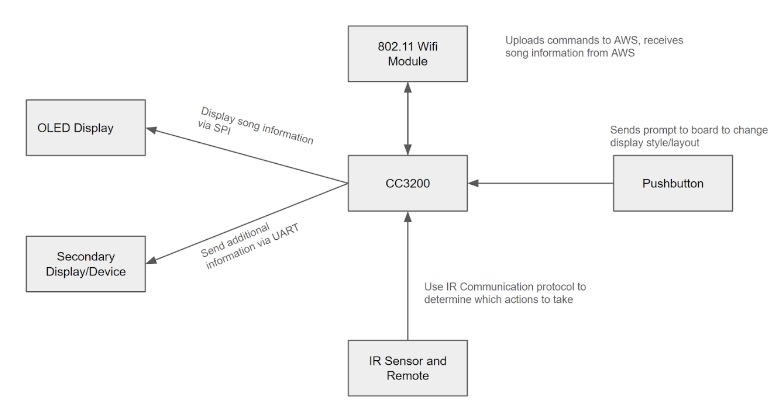 802.11 Wifi
Module
Uploads commands to AWS, receives
song information from AWS
OLED Display
Display song information
via SPI
Sends prompt to board to change
display style/layout
CC3200
Pushbutton
Secondary
Display/Device
Send additional
information via UART
Use IR Communication protocol to
determine which actions to take
IR Sensor and
Remote